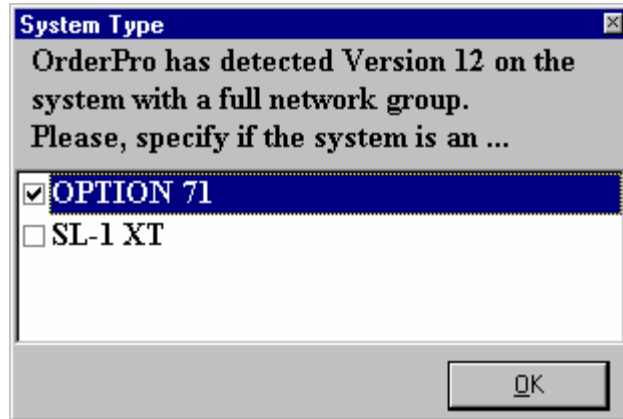 System Type
OrderPro has detected Version 12 on the
system with a full network group.
Please, specify if the system is an ...
OPTION 71
SL-1 XT
OK